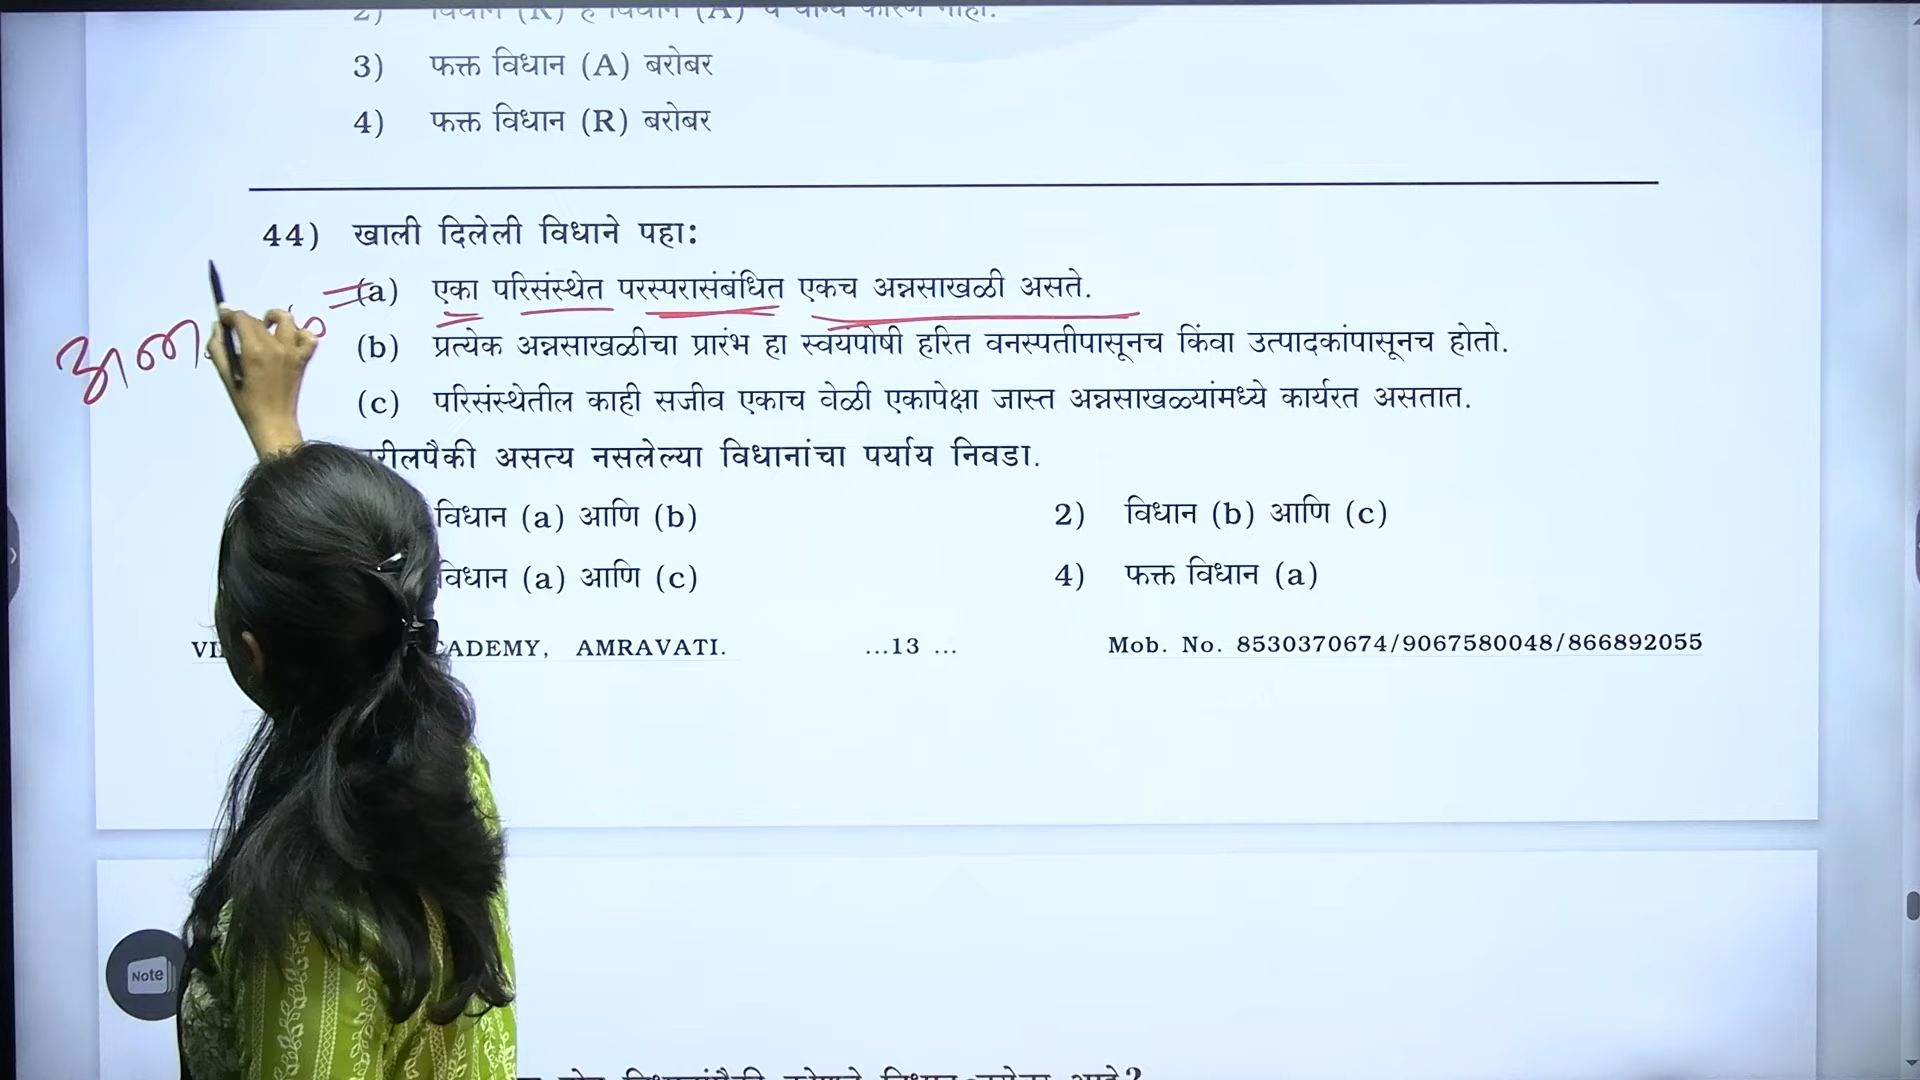 3) फक्त विधान (A) बरोबर
4) फक्त विधान (R) बरोबर
44) खाली दिलेली विधाने पहा:
(a) एका परिसंस्थेत परस्परासंबंधित एकच अन्नसाखळी असते.
(b) प्रत्येक अन्नसाखळीचा प्रारंभ हा स्वयंपोषी हरित वनस्पतीपासूनच किंवा उत्पादकांपासूनच होतो.
(c) परिसंस्थेतील काही सजीव एकाच वेळी एकापेक्षा जास्त अन्नसाखळ्यांमध्ये कार्यरत असतात.
असत्य नसलेल्या विधानांचा पर्याय निवडा.
विधान (a) आणि (b) 2) विधान (b) आणि (c)
विधान (a) आणि (c) 4) फक्त विधान (a)
AMRAVATI. ...13 ... Mob. No. 8530370674/9067580048/866892055
Note